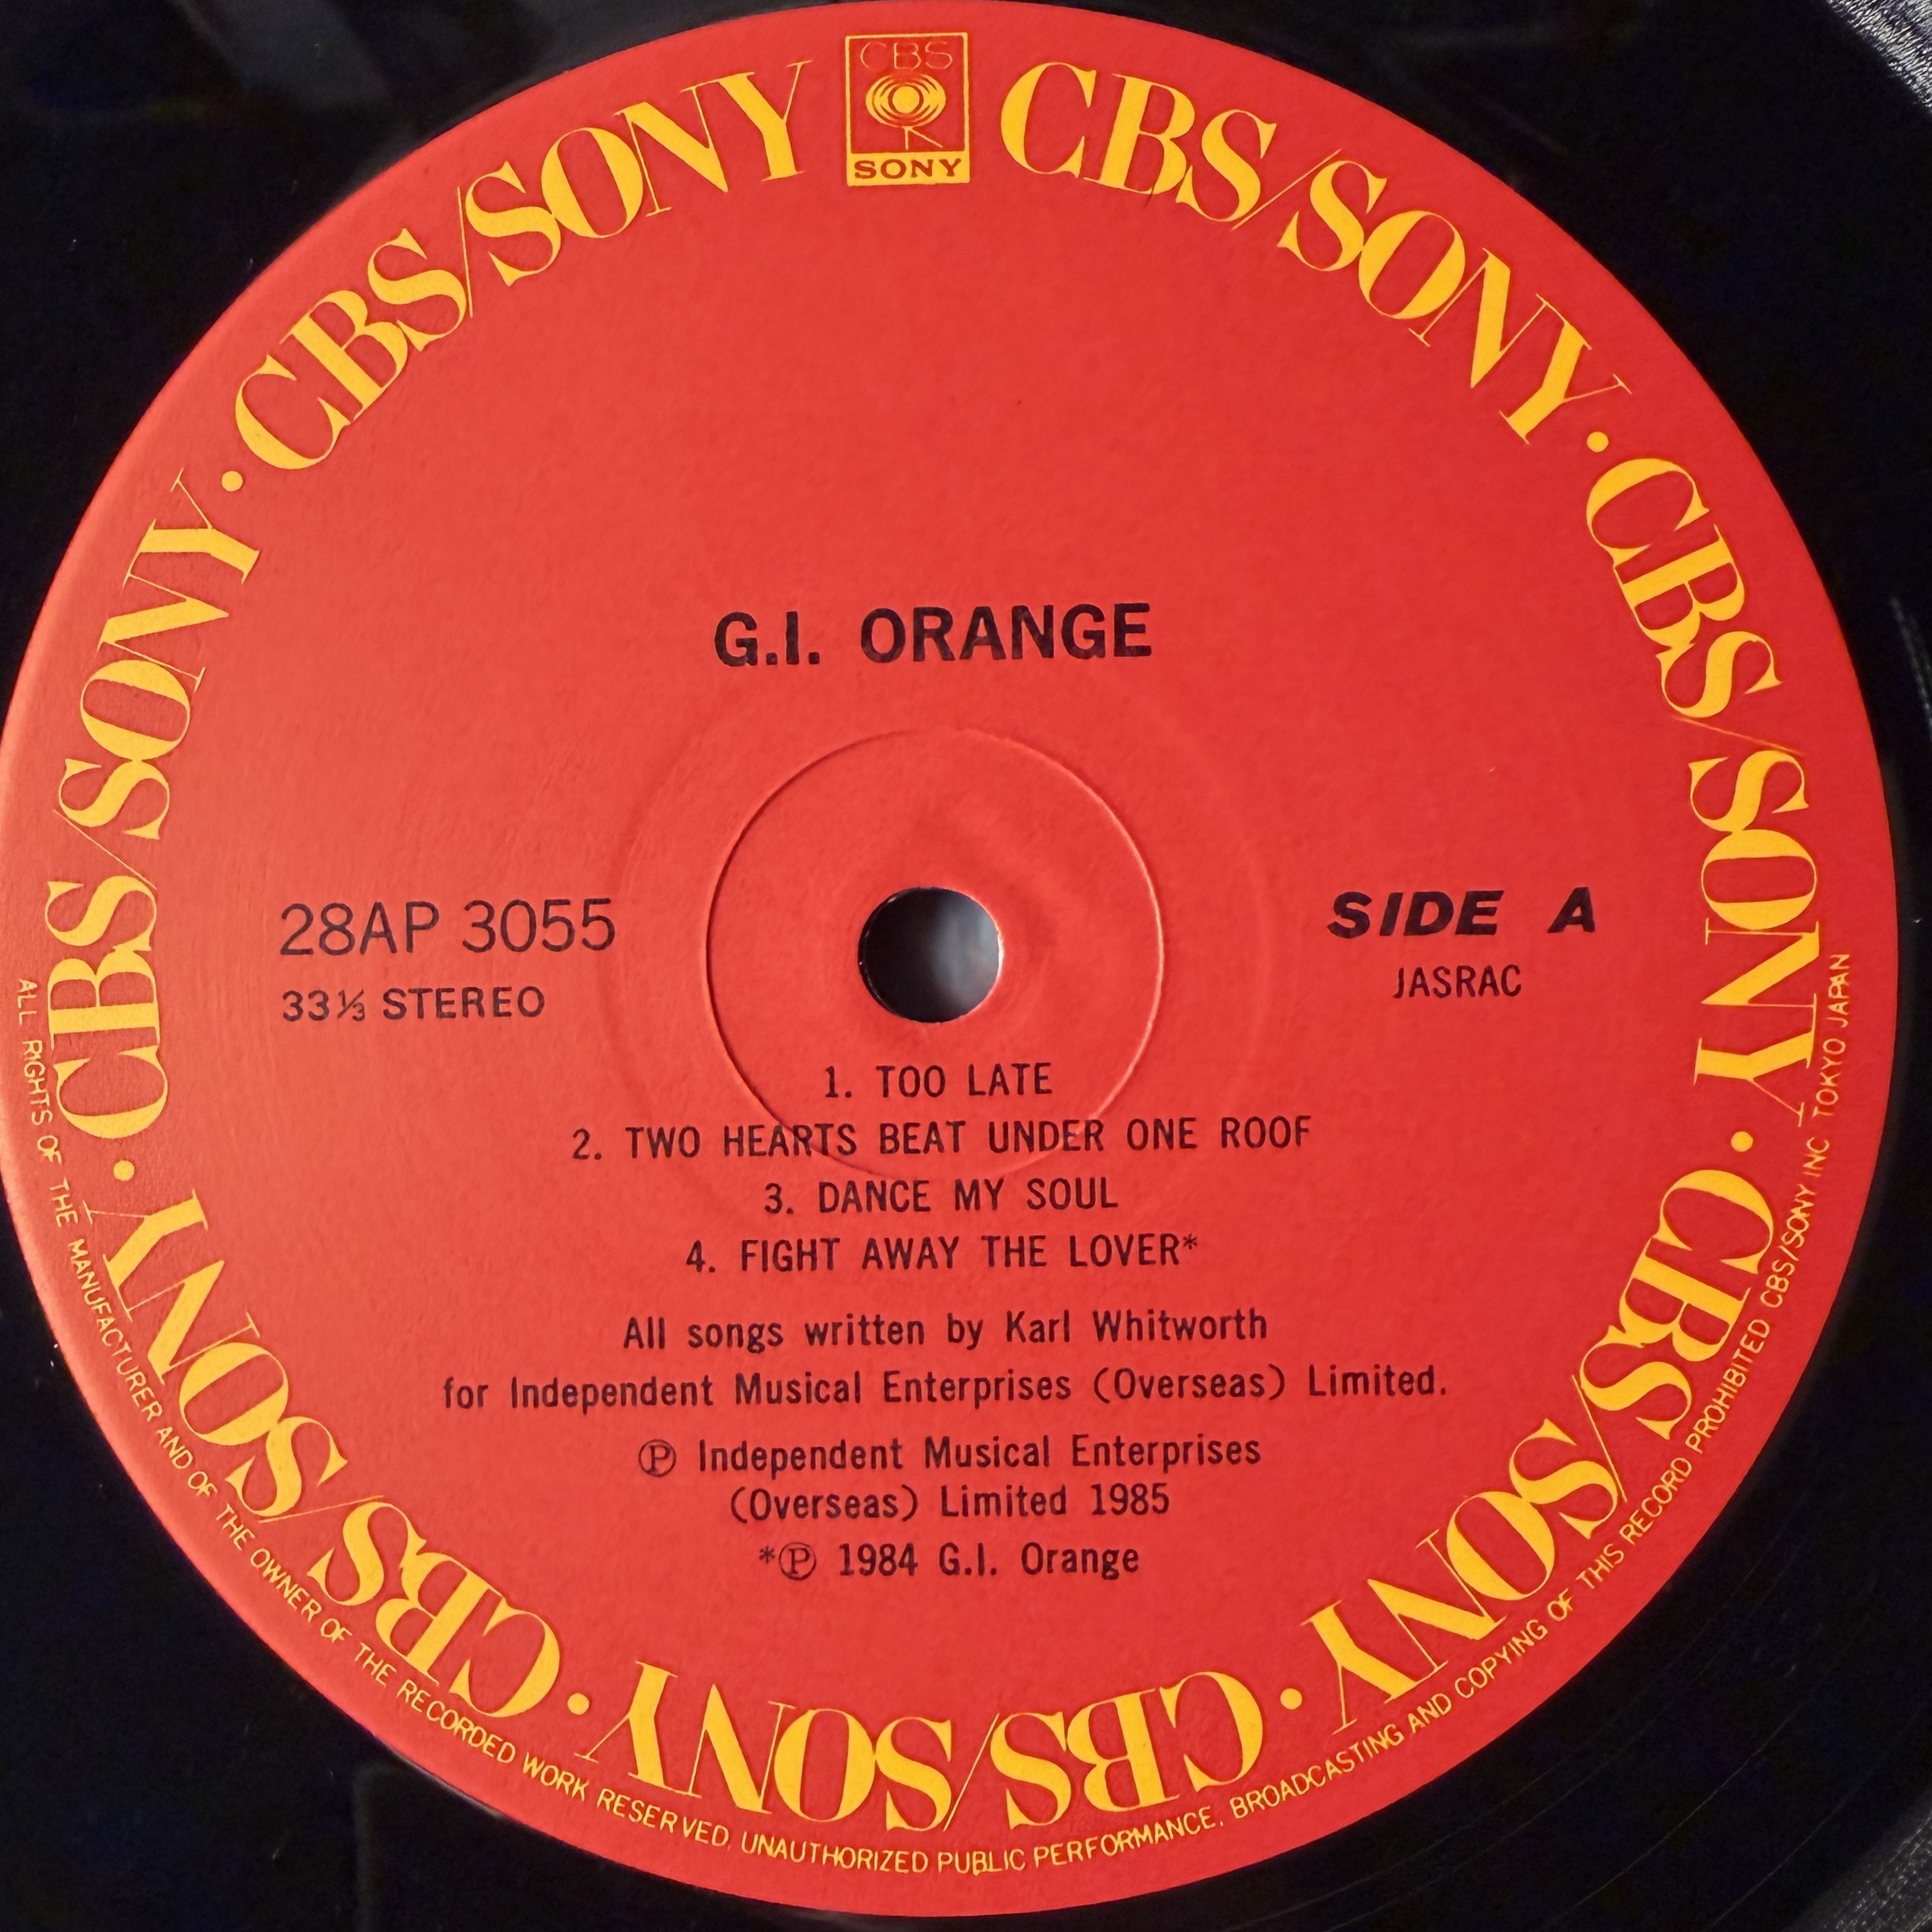 CBS
SONY
CBS/SONY · CBS/SONY · CBS/SONY · CBS/SONY · CBS/SONY · CBS/SONY · CBS/SONY
G.I. ORANGE
28AP 3055
33⅓ STEREO
SIDE A
JASRAC
1. TOO LATE
2. TWO HEARTS BEAT UNDER ONE ROOF
3. DANCE MY SOUL
4. FIGHT AWAY THE LOVER*
All songs written by Karl Whitworth
for Independent Musical Enterprises (Overseas) Limited.
Ⓟ Independent Musical Enterprises
(Overseas) Limited 1985
*Ⓟ 1984 G.I. Orange
ALL RIGHTS OF THE MANUFACTURER AND OF THE OWNER OF THE RECORDED WORK RESERVED. UNAUTHORIZED PUBLIC PERFORMANCE, BROADCASTING AND COPYING OF THIS RECORD PROHIBITED CBS/SONY INC TOKYO JAPAN